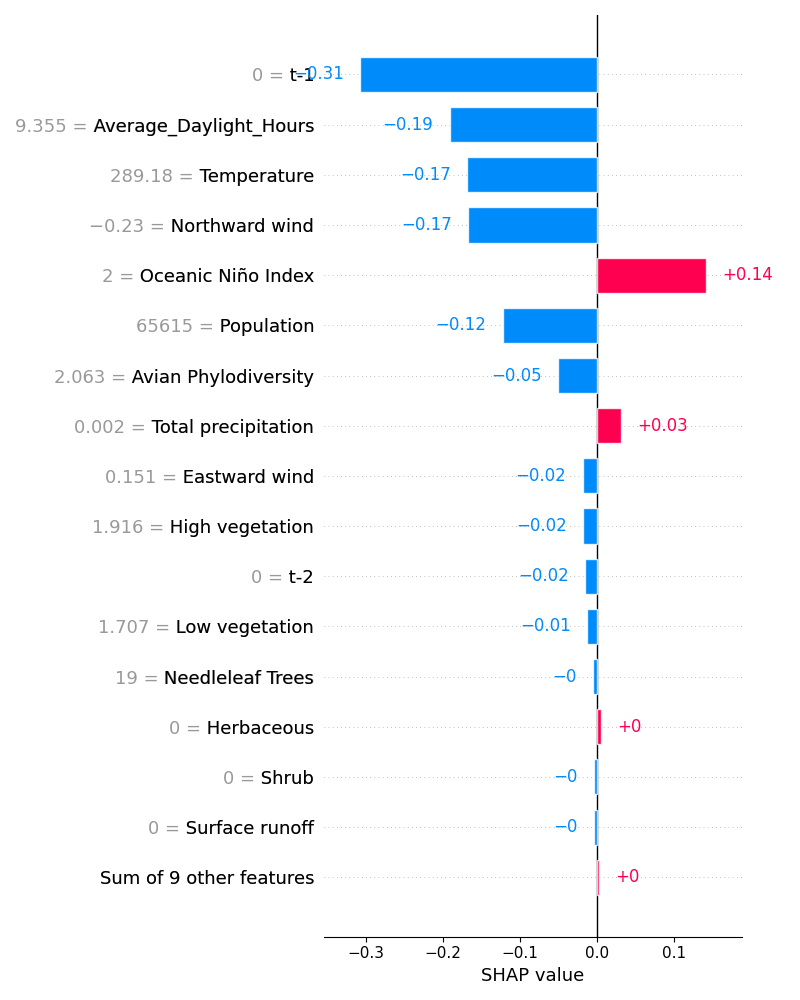 0 = t-1 −0.31
9.355 = Average_Daylight_Hours −0.19
289.18 = Temperature −0.17
−0.23 = Northward wind −0.17
2 = Oceanic Niño Index +0.14
65615 = Population −0.12
2.063 = Avian Phylodiversity −0.05
0.002 = Total precipitation +0.03
0.151 = Eastward wind −0.02
1.916 = High vegetation −0.02
0 = t-2 −0.02
1.707 = Low vegetation −0.01
19 = Needleleaf Trees −0
0 = Herbaceous +0
0 = Shrub −0
0 = Surface runoff −0
Sum of 9 other features +0
−0.3 −0.2 −0.1 0.0 0.1
SHAP value